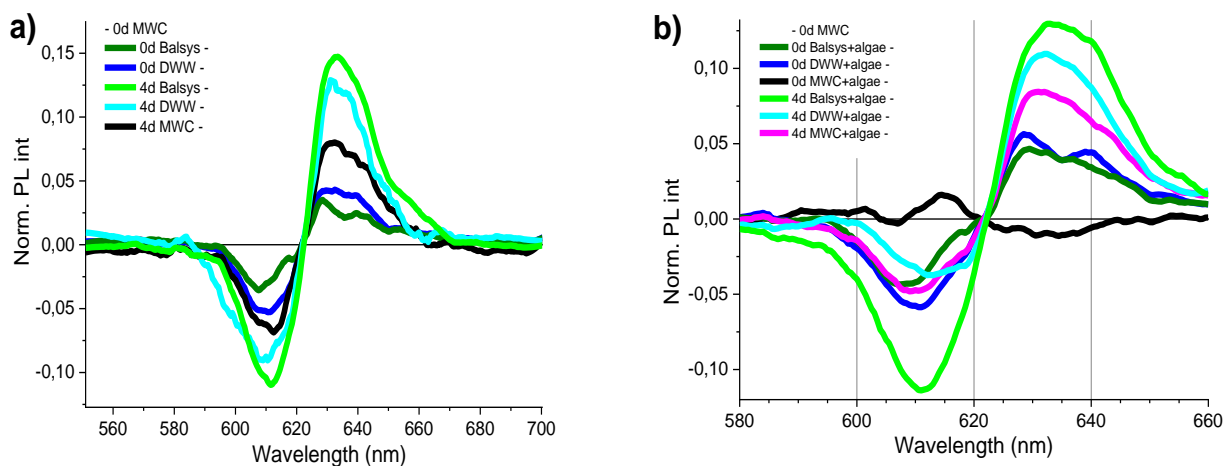 a)
- 0d MWC
0d Balsys -
0d DWW -
4d Balsys -
4d DWW -
4d MWC -
Norm. PL int
0,15
0,10
0,05
0,00
-0,05
-0,10
560 580 600 620 640 660 680 700
Wavelength (nm)
b)
- 0d MWC
0d Balsys+algae -
0d DWW+algae -
0d MWC+algae -
4d Balsys+algae -
4d DWW+algae -
4d MWC+algae -
Norm. PL int
0,10
0,05
0,00
-0,05
-0,10
580 600 620 640 660
Wavelength (nm)